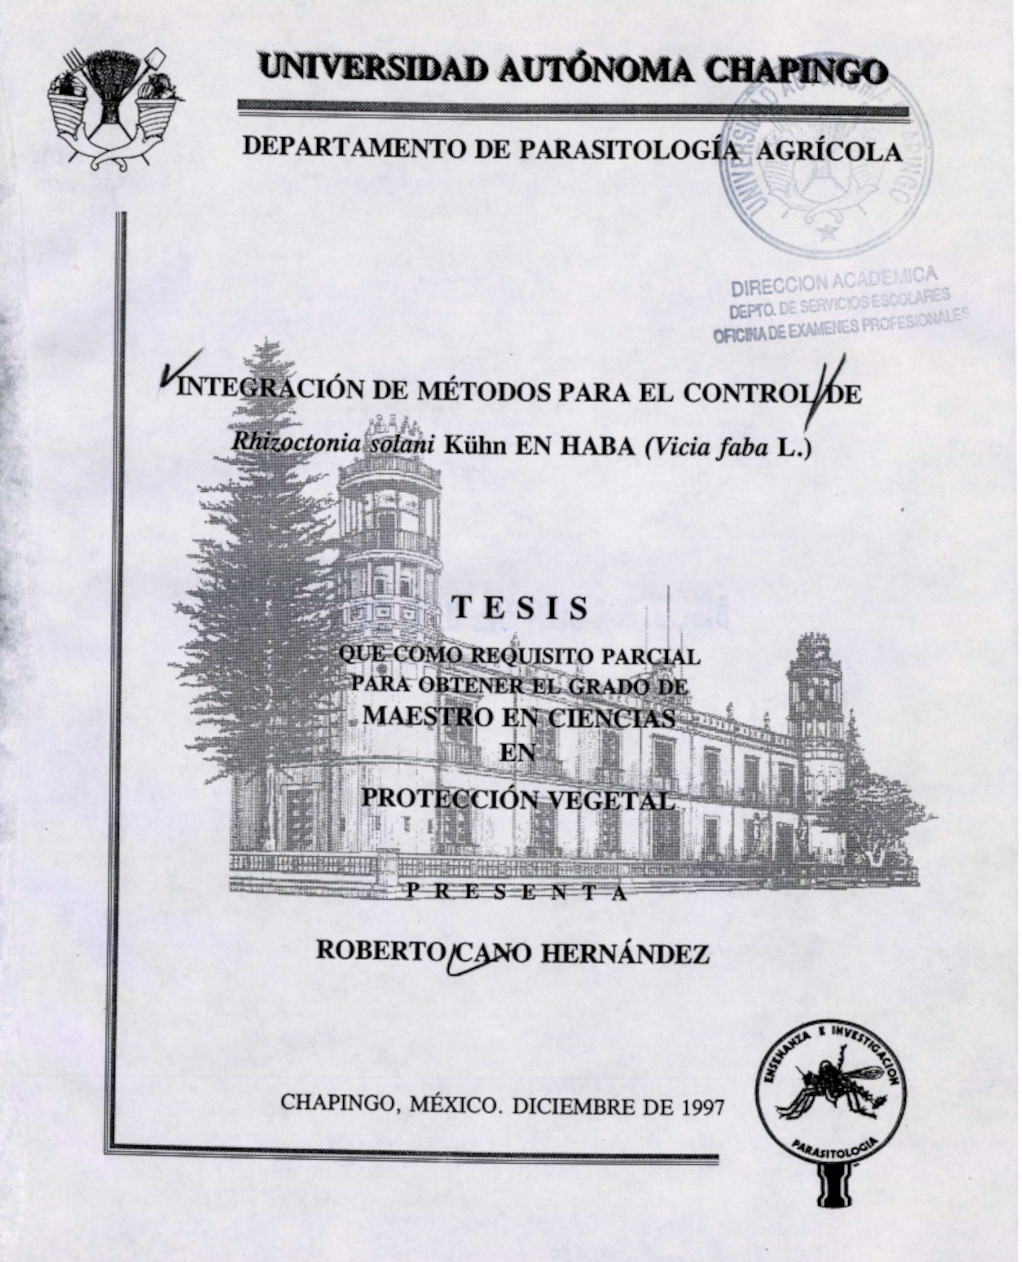 UNIVERSIDAD AUTÓNOMA CHAPINGO
DEPARTAMENTO DE PARASITOLOGÍA AGRÍCOLA
UNIVERSIDAD AUTONOMA CHAPINGO
DIRECCION ACADEMICA
DEPTO. DE SERVICIOS ESCOLARES
OFICINA DE EXAMENES PROFESIONALES
INTEGRACIÓN DE MÉTODOS PARA EL CONTROL DE
Rhizoctonia solani Kühn EN HABA (Vicia faba L.)
TESIS
QUE COMO REQUISITO PARCIAL
PARA OBTENER EL GRADO DE
MAESTRO EN CIENCIAS
EN
PROTECCIÓN VEGETAL
PRESENTA
ROBERTO CANO HERNÁNDEZ
CHAPINGO, MÉXICO. DICIEMBRE DE 1997
ENSEÑANZA E INVESTIGACION
PARASITOLOGIA